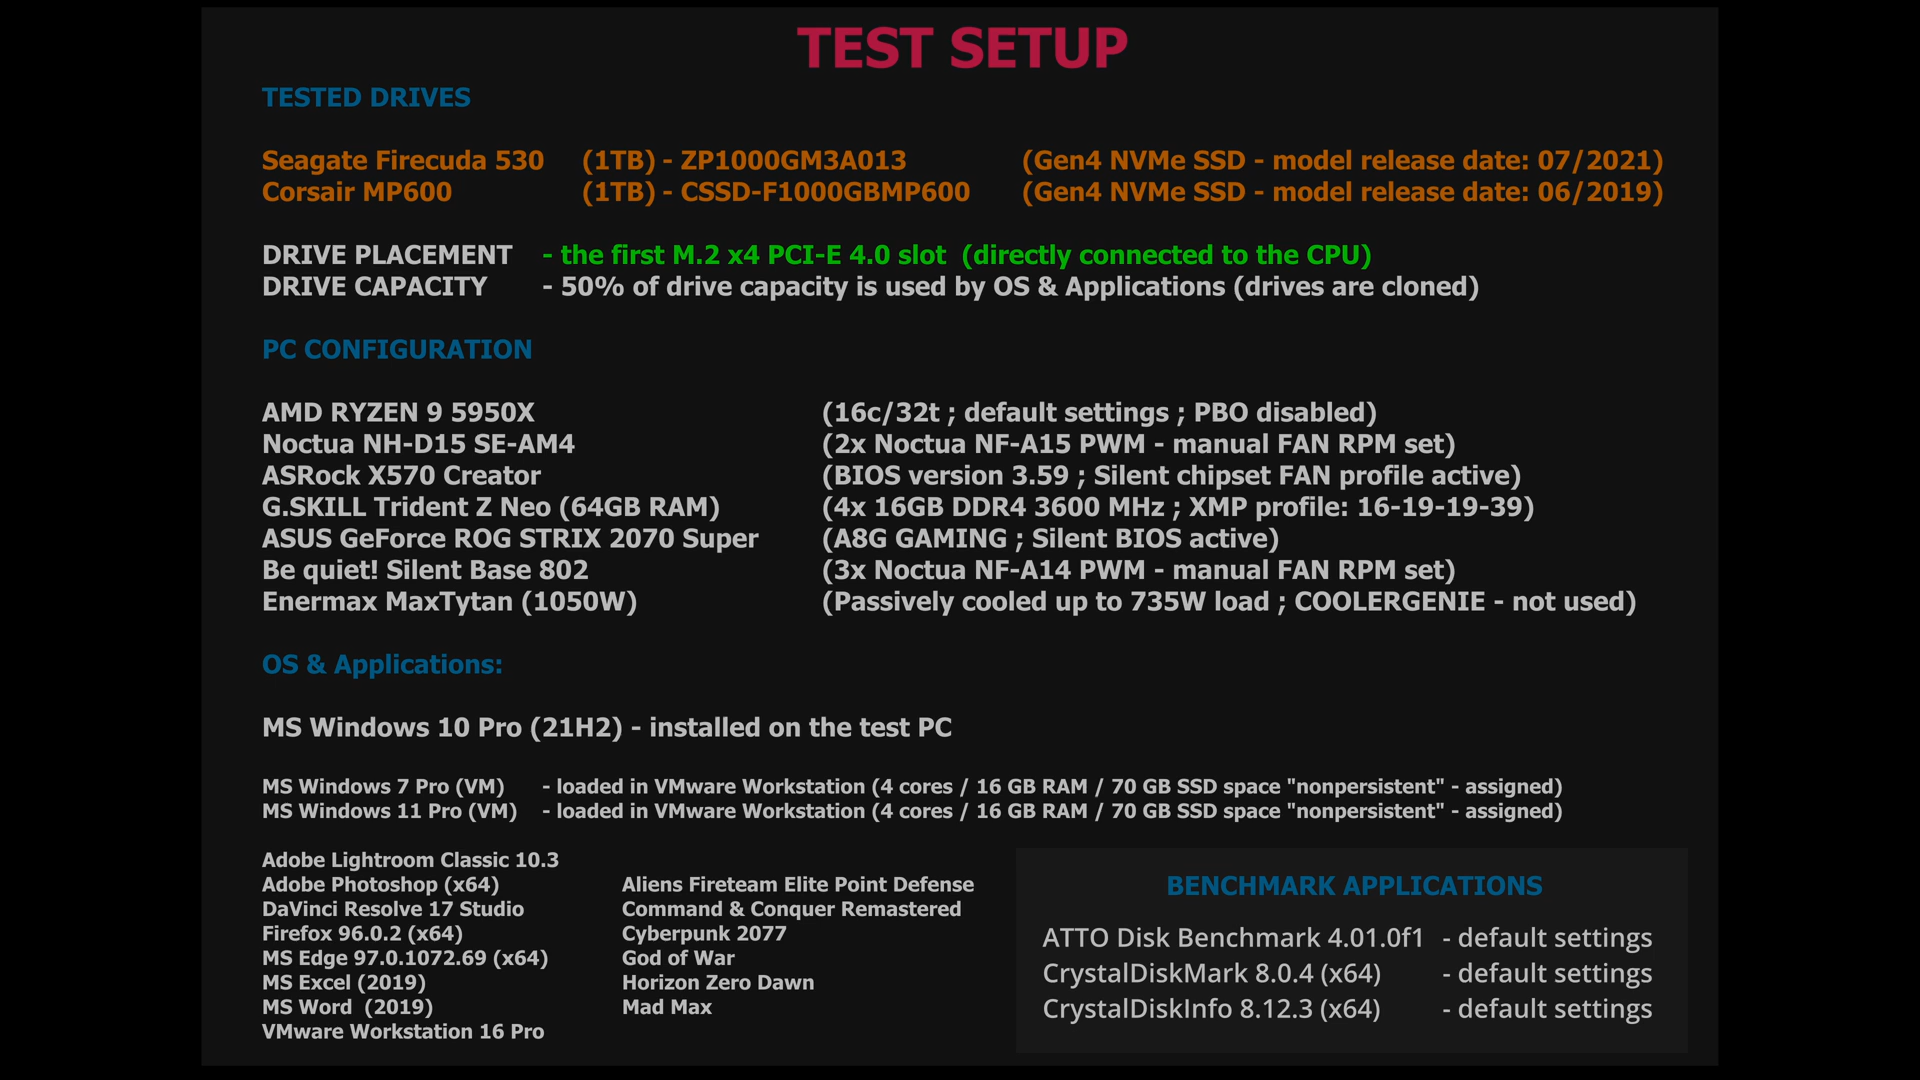 TEST SETUP
TESTED DRIVES
Seagate Firecuda 530 (1TB) - ZP1000GM3A013 (Gen4 NVMe SSD - model release date: 07/2021)
Corsair MP600 (1TB) - CSSD-F1000GBMP600 (Gen4 NVMe SSD - model release date: 06/2019)
DRIVE PLACEMENT - the first M.2 x4 PCI-E 4.0 slot (directly connected to the CPU)
DRIVE CAPACITY - 50% of drive capacity is used by OS & Applications (drives are cloned)
PC CONFIGURATION
AMD RYZEN 9 5950X (16c/32t ; default settings ; PBO disabled)
Noctua NH-D15 SE-AM4 (2x Noctua NF-A15 PWM - manual FAN RPM set)
ASRock X570 Creator (BIOS version 3.59 ; Silent chipset FAN profile active)
G.SKILL Trident Z Neo (64GB RAM) (4x 16GB DDR4 3600 MHz ; XMP profile: 16-19-19-39)
ASUS GeForce ROG STRIX 2070 Super (A8G GAMING ; Silent BIOS active)
Be quiet! Silent Base 802 (3x Noctua NF-A14 PWM - manual FAN RPM set)
Enermax MaxTytan (1050W) (Passively cooled up to 735W load ; COOLERGENIE - not used)
OS & Applications:
MS Windows 10 Pro (21H2) - installed on the test PC
MS Windows 7 Pro (VM) - loaded in VMware Workstation (4 cores / 16 GB RAM / 70 GB SSD space "nonpersistent" - assigned)
MS Windows 11 Pro (VM) - loaded in VMware Workstation (4 cores / 16 GB RAM / 70 GB SSD space "nonpersistent" - assigned)
Adobe Lightroom Classic 10.3
Adobe Photoshop (x64)
DaVinci Resolve 17 Studio
Firefox 96.0.2 (x64)
MS Edge 97.0.1072.69 (x64)
MS Excel (2019)
MS Word (2019)
VMware Workstation 16 Pro
Aliens Fireteam Elite Point Defense
Command & Conquer Remastered
Cyberpunk 2077
God of War
Horizon Zero Dawn
Mad Max
BENCHMARK APPLICATIONS
ATTO Disk Benchmark 4.01.0f1 - default settings
CrystalDiskMark 8.0.4 (x64) - default settings
CrystalDiskInfo 8.12.3 (x64) - default settings